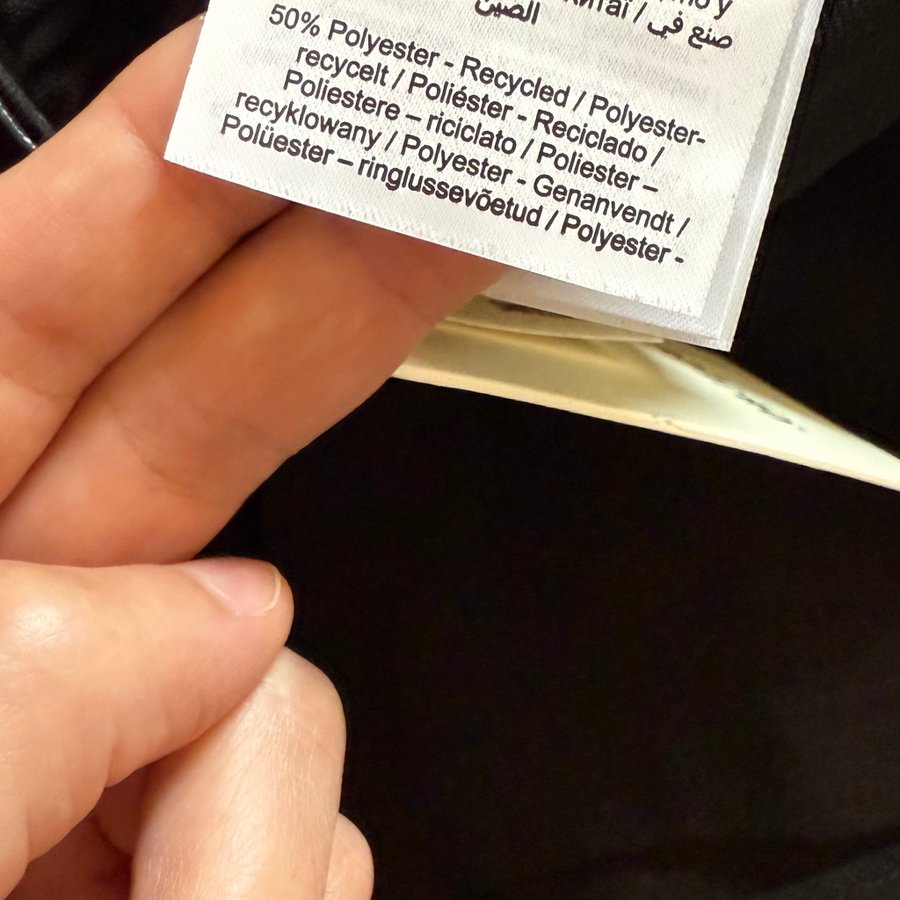 صنع في /
الصين
50% Polyester - Recycled / Polyester-
recycelt / Poliéster - Reciclado /
Poliestere – riciclato / Poliester –
recyklowany / Polyester - Genanvendt /
Polüester – ringlussevõetud / Polyester -